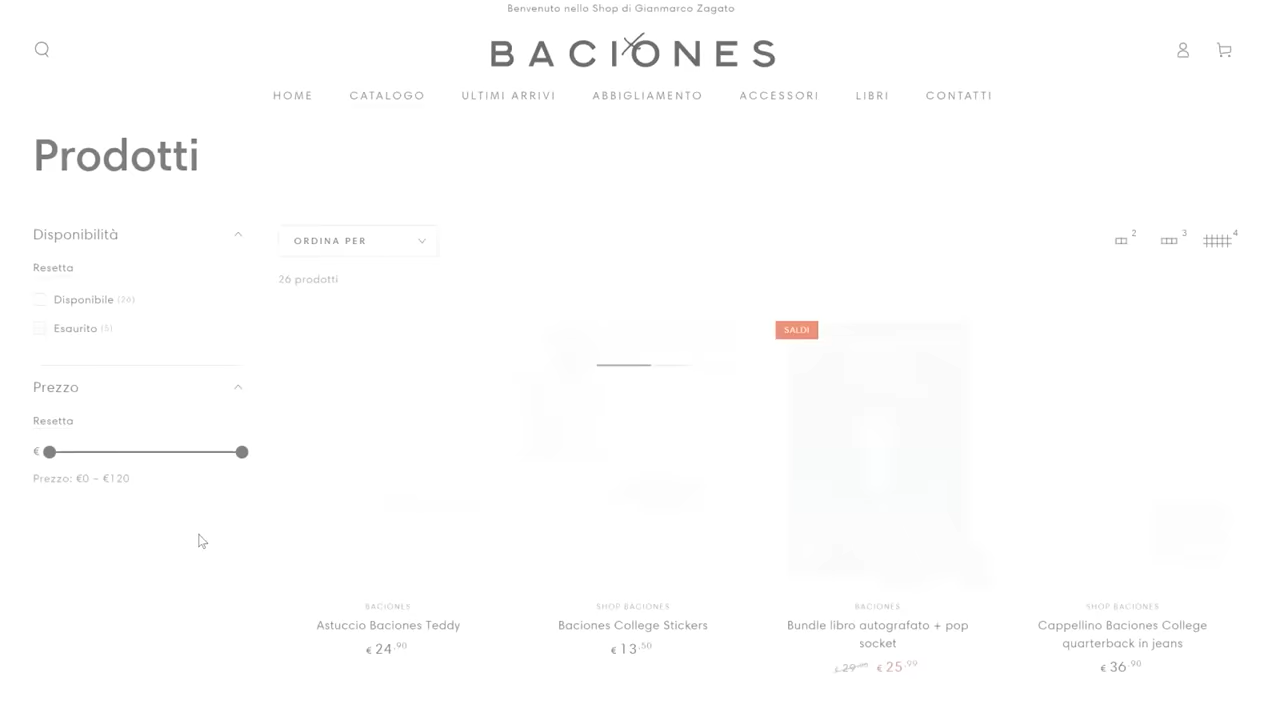 Benvenuto nello Shop di Gianmarco Zagato
BACIONES
HOME CATALOGO ULTIMI ARRIVI ABBIGLIAMENTO ACCESSORI LIBRI CONTATTI
Prodotti
Disponibilità
Resetta
Disponibile (26)
Esaurito (5)
Prezzo
Resetta
€
Prezzo: €0 – €120
ORDINA PER
2 3 4
26 prodotti
SALDI
BACIONES
Astuccio Baciones Teddy
€ 24,90
SHOP BACIONES
Baciones College Stickers
€ 13,50
BACIONES
Bundle libro autografato + pop
socket
€ 25,99
SHOP BACIONES
Cappellino Baciones College
quarterback in jeans
€ 36,90